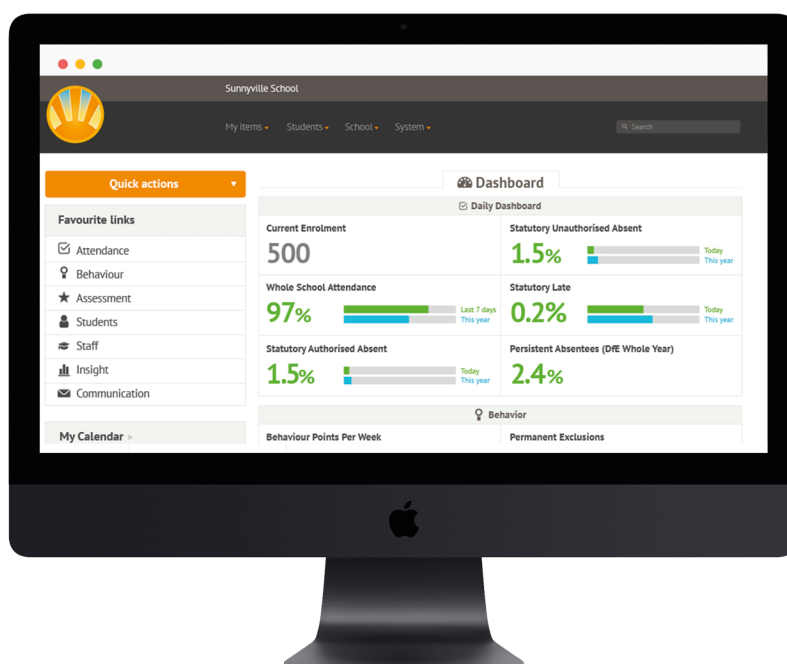 Sunnyville School
My items
Students
School
System
Search
Quick actions
Favourite links
Attendance
Behaviour
Assessment
Students
Staff
Insight
Communication
My Calendar
Dashboard
Daily Dashboard
Current Enrolment
500
Statutory Unauthorised Absent
1.5%
Today
This year
Whole School Attendance
97%
Last 7 days
This year
Statutory Late
0.2%
Today
This year
Statutory Authorised Absent
1.5%
Today
This year
Persistent Absentees (DfE Whole Year)
2.4%
Behavior
Behaviour Points Per Week
Permanent Exclusions